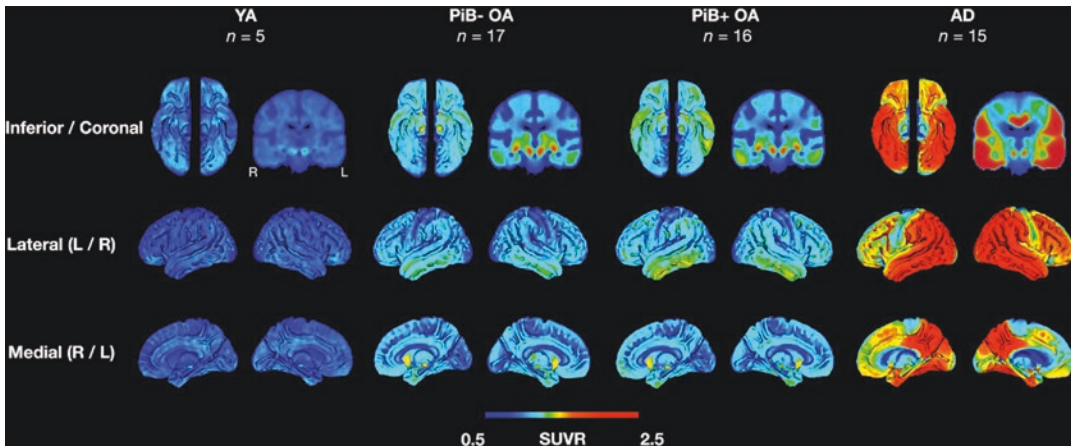 YA PiB- OA PiB+ OA AD
n = 5 n = 17 n = 16 n = 15
Inferior / Coronal
R L
Lateral (L / R)
Medial (R / L)
0.5 SUVR 2.5